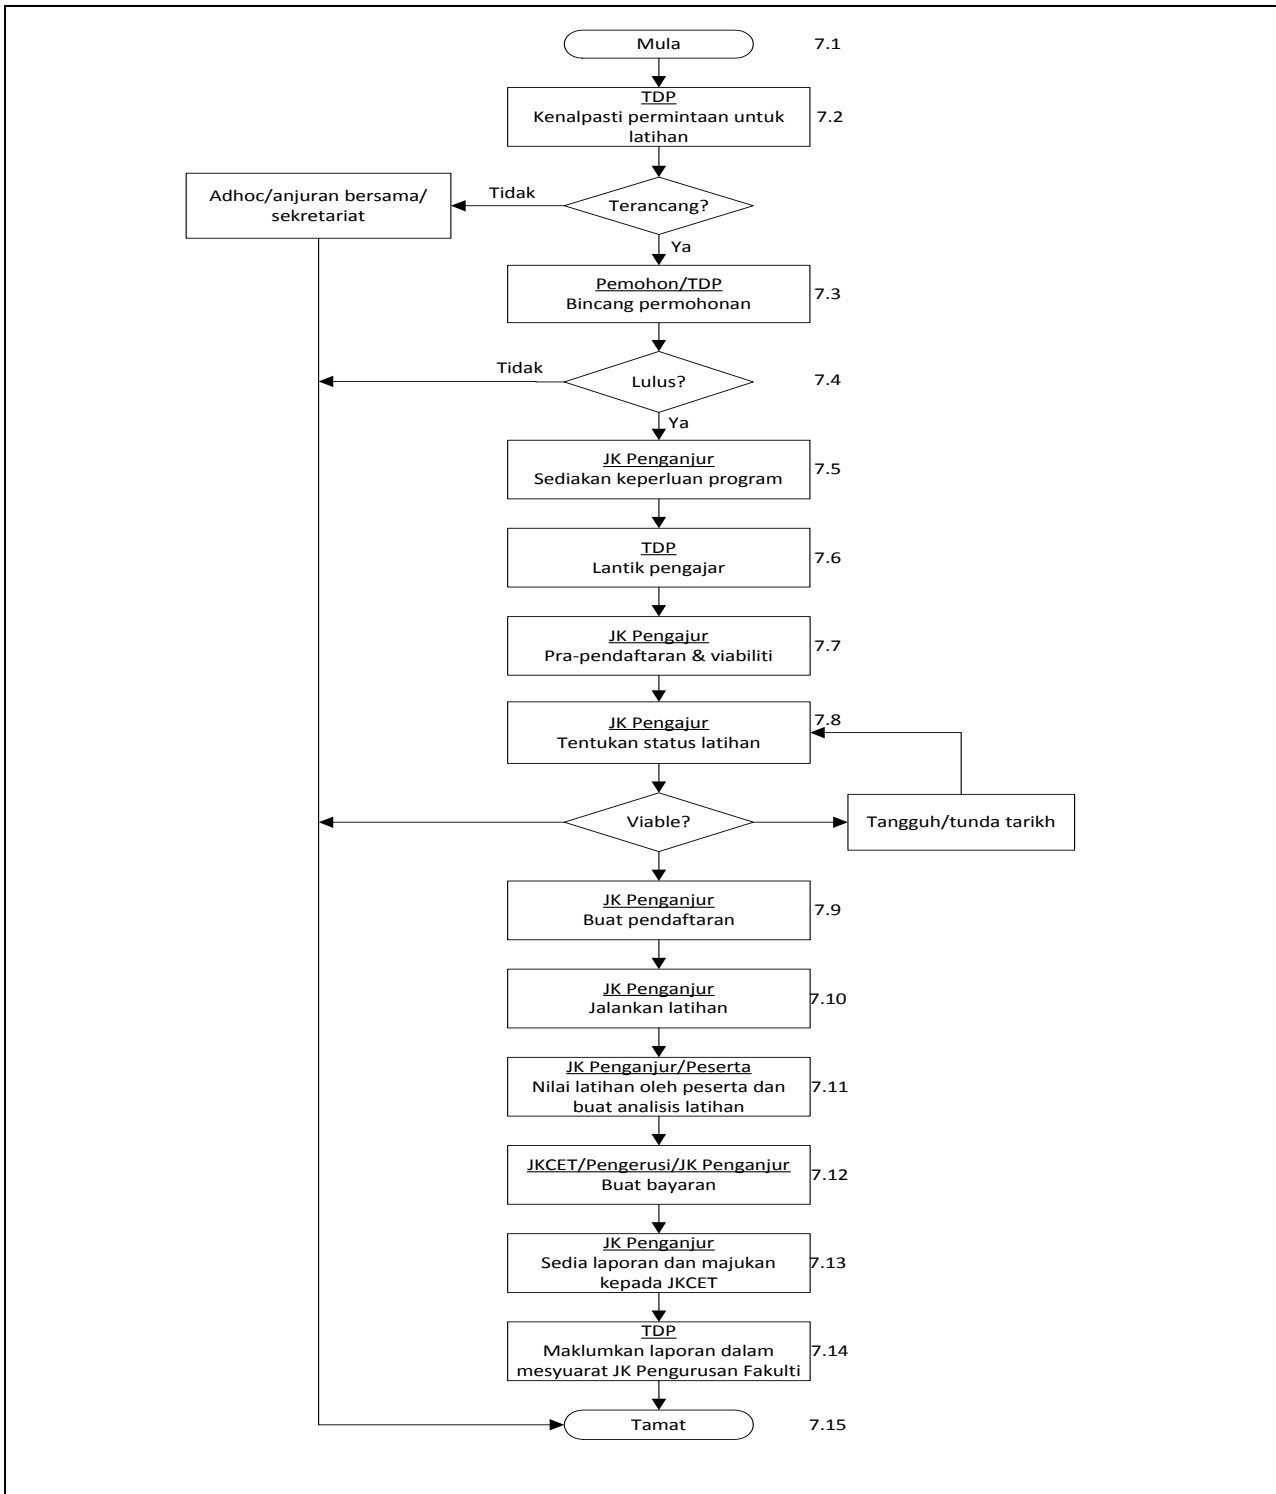 Mula
7.1
TDP
Kenalpasti permintaan untuk
latihan
7.2
Adhoc/anjuran bersama/
sekretariat
Tidak
Terancang?
Ya
Pemohon/TDP
Bincang permohonan
7.3
Tidak
Lulus?
7.4
Ya
JK Penganjur
Sediakan keperluan program
7.5
TDP
Lantik pengajar
7.6
JK Pengajur
Pra-pendaftaran & viabiliti
7.7
JK Pengajur
Tentukan status latihan
7.8
Viable?
Tangguh/tunda tarikh
JK Penganjur
Buat pendaftaran
7.9
JK Penganjur
Jalankan latihan
7.10
JK Penganjur/Peserta
Nilai latihan oleh peserta dan
buat analisis latihan
7.11
JKCET/Pengerusi/JK Penganjur
Buat bayaran
7.12
JK Penganjur
Sedia laporan dan majukan
kepada JKCET
7.13
TDP
Maklumkan laporan dalam
mesyuarat JK Pengurusan Fakulti
7.14
Tamat
7.15